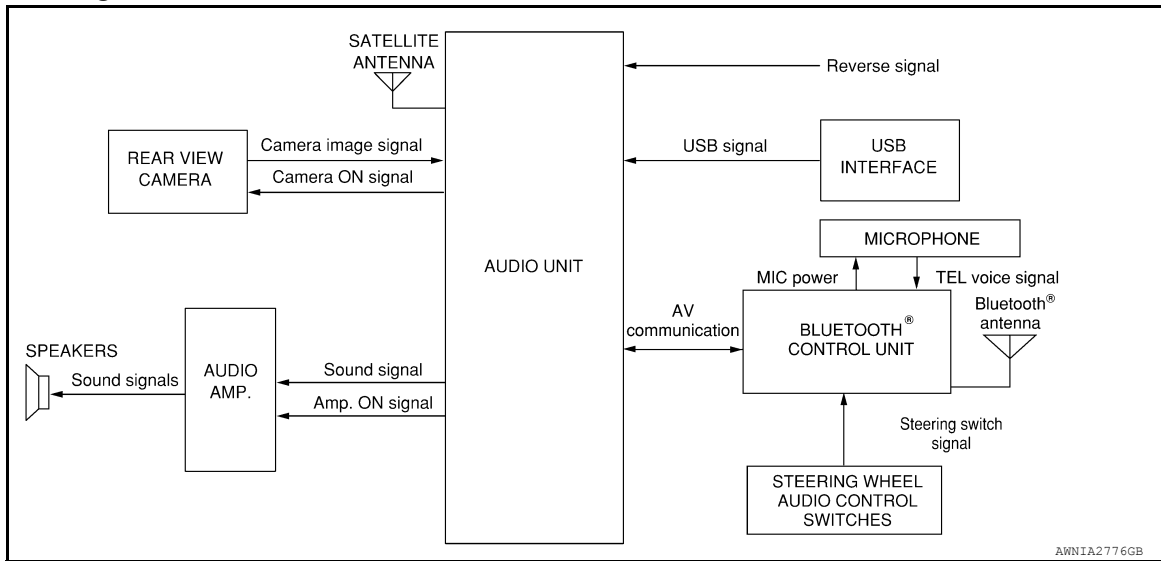 SATELLITE
ANTENNA
Reverse signal
REAR VIEW
CAMERA
Camera image signal
Camera ON signal
USB signal
USB
INTERFACE
MICROPHONE
MIC power
TEL voice signal
AUDIO UNIT
AV
communication
BLUETOOTH®
CONTROL UNIT
Bluetooth®
antenna
SPEAKERS
Sound signals
AUDIO
AMP.
Sound signal
Amp. ON signal
Steering switch
signal
STEERING WHEEL
AUDIO CONTROL
SWITCHES
AWNIA2776GB